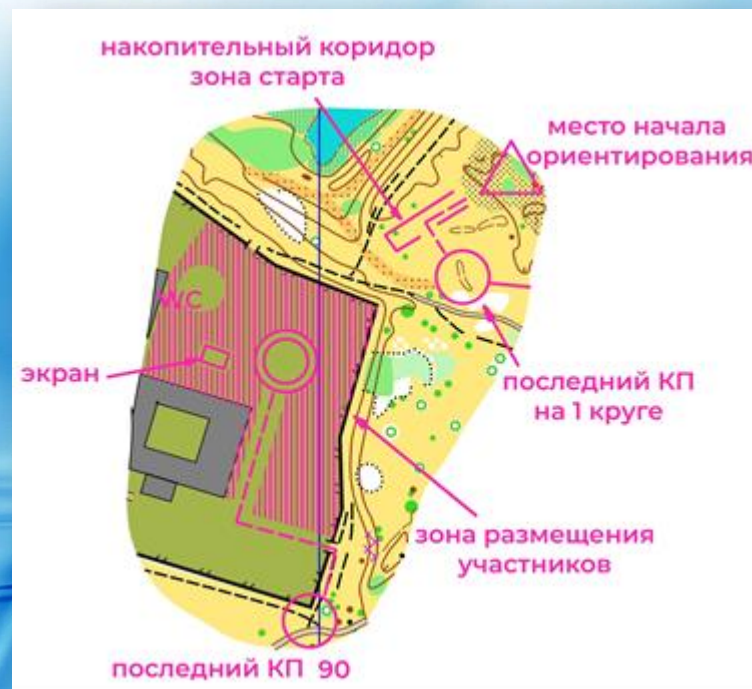 накопительный коридор
зона старта
место начала
ориентирования
WC
экран
последний КП
на 1 круге
зона размещения
участников
последний КП 90